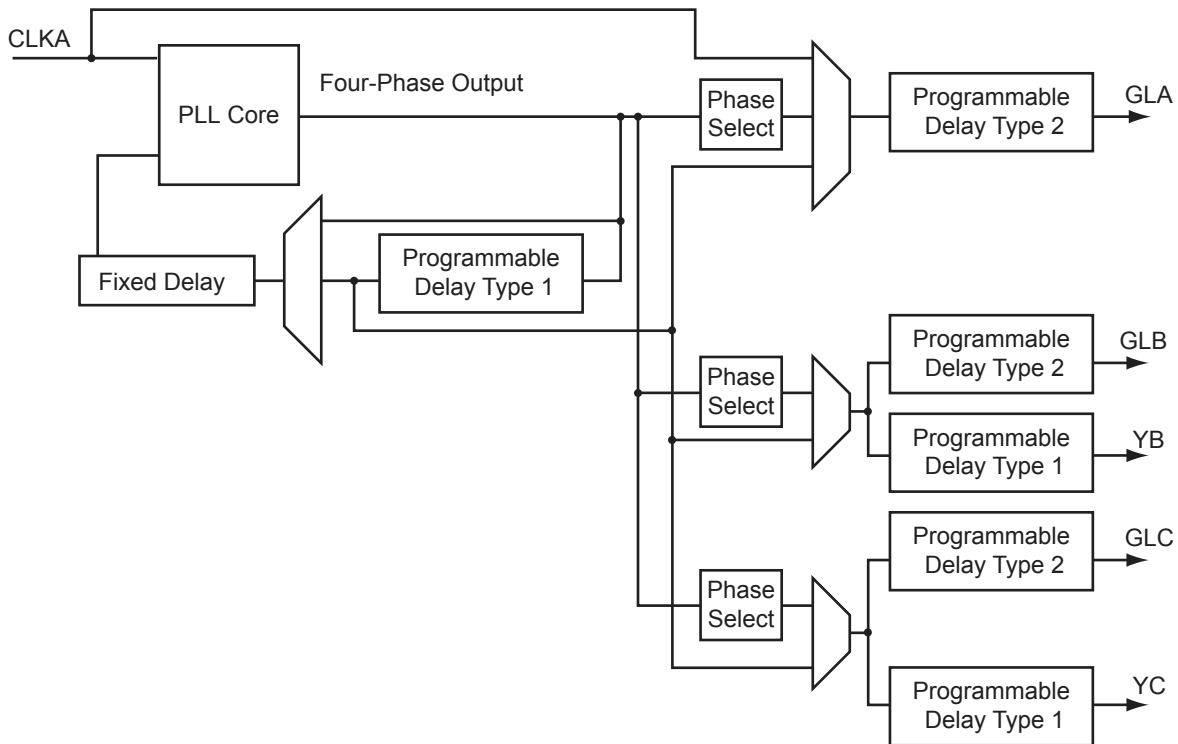 CLKA
PLL Core
Four-Phase Output
Phase
Select
Programmable
Delay Type 2
GLA
Fixed Delay
Programmable
Delay Type 1
Phase
Select
Programmable
Delay Type 2
GLB
Programmable
Delay Type 1
YB
Phase
Select
Programmable
Delay Type 2
GLC
Programmable
Delay Type 1
YC